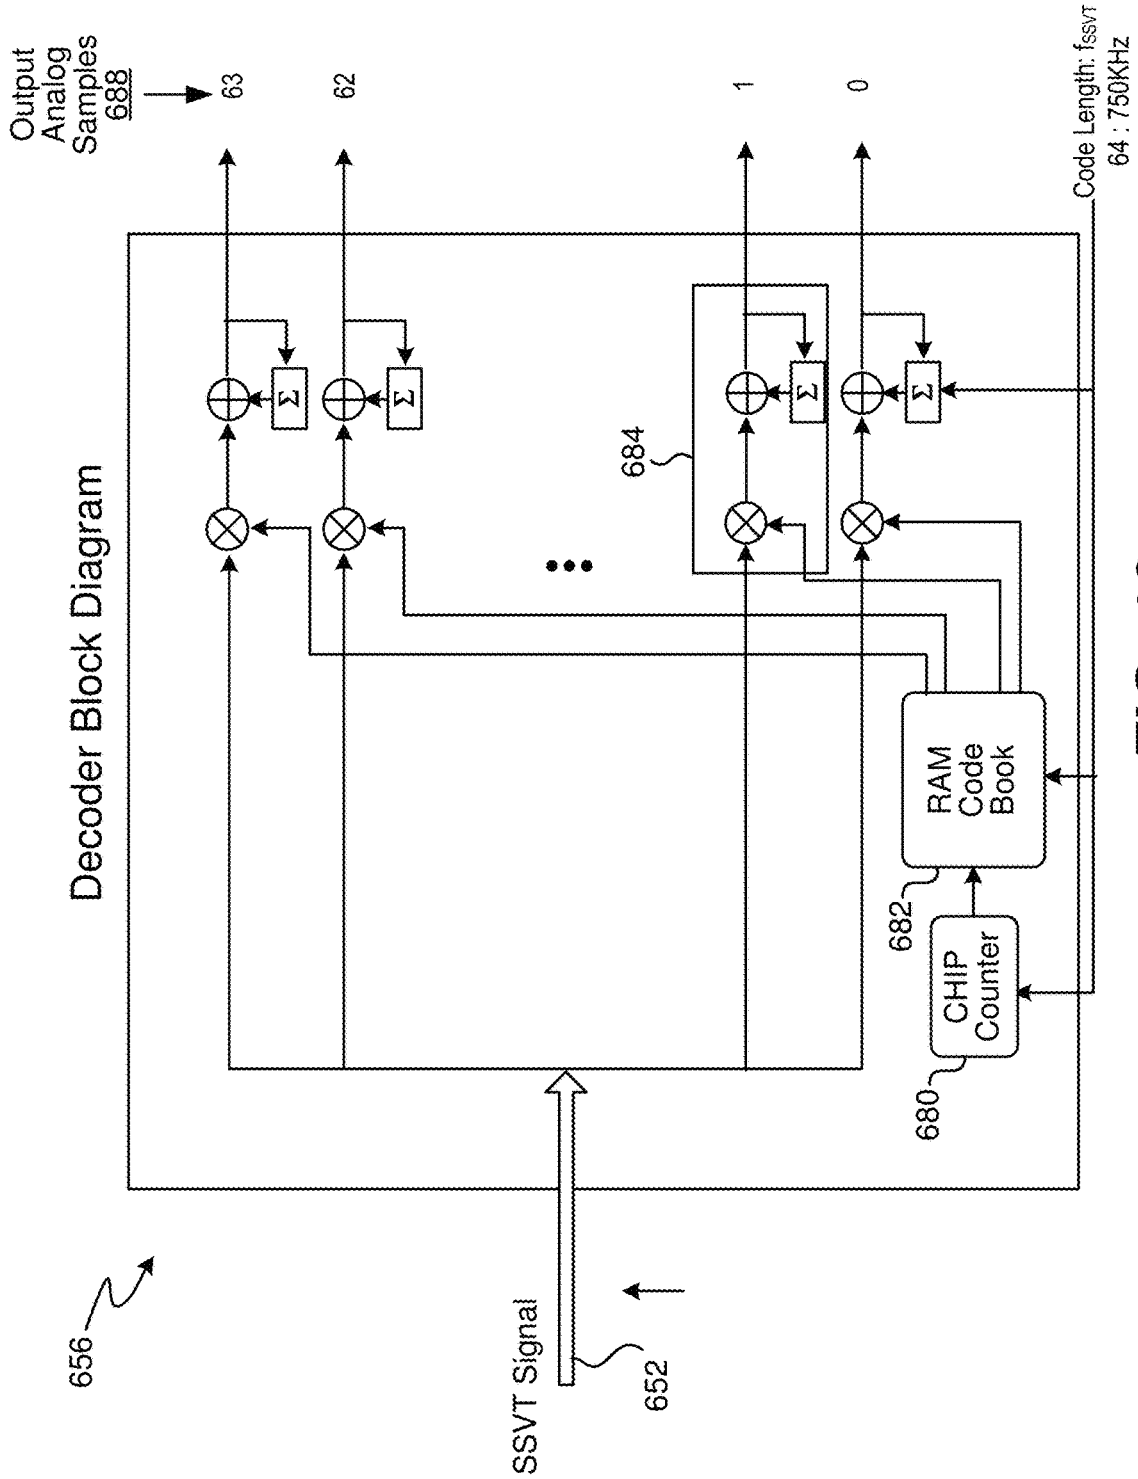 Decoder Block Diagram
Output
Analog
Samples
688
63
62
1
0
684
Σ
Σ
Σ
Σ
RAM
Code
Book
682
CHIP
Counter
680
Code Length: fSSVT
64 : 750KHz
656
SSVT Signal
652